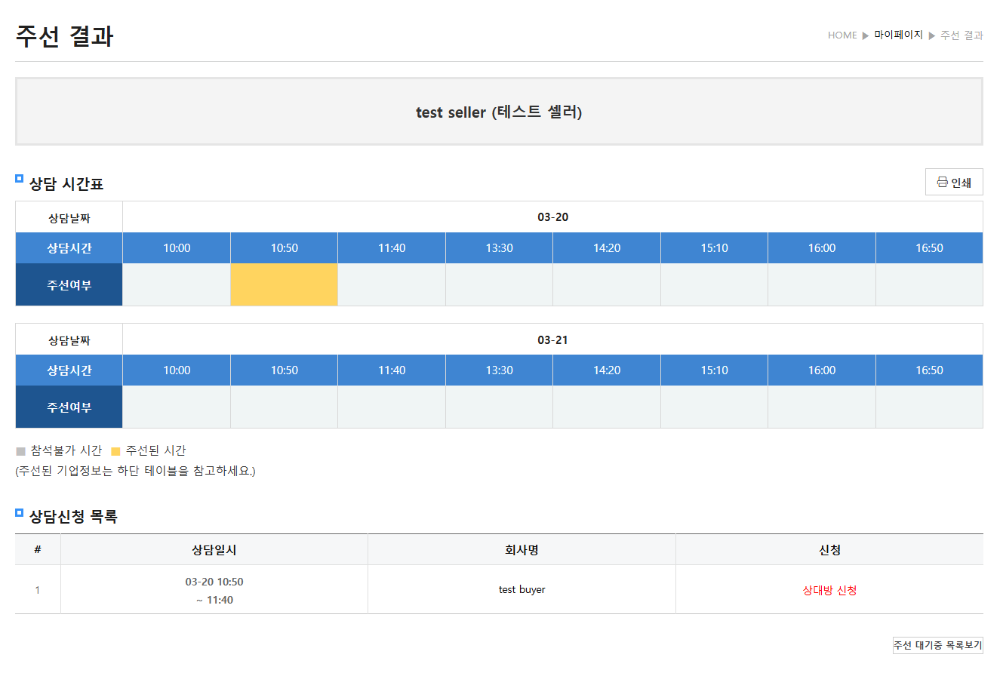 주선 결과
HOME ▶ 마이페이지 ▶ 주선 결과
test seller (테스트 셀러)
상담 시간표
인쇄
상담날짜 03-20
상담시간 10:00 10:50 11:40 13:30 14:20 15:10 16:00 16:50
주선여부
상담날짜 03-21
상담시간 10:00 10:50 11:40 13:30 14:20 15:10 16:00 16:50
주선여부
참석불가 시간 주선된 시간
(주선된 기업정보는 하단 테이블을 참고하세요.)
상담신청 목록
# 상담일시 회사명 신청
1 03-20 10:50 ~ 11:40 test buyer 상대방 신청
주선 대기중 목록보기